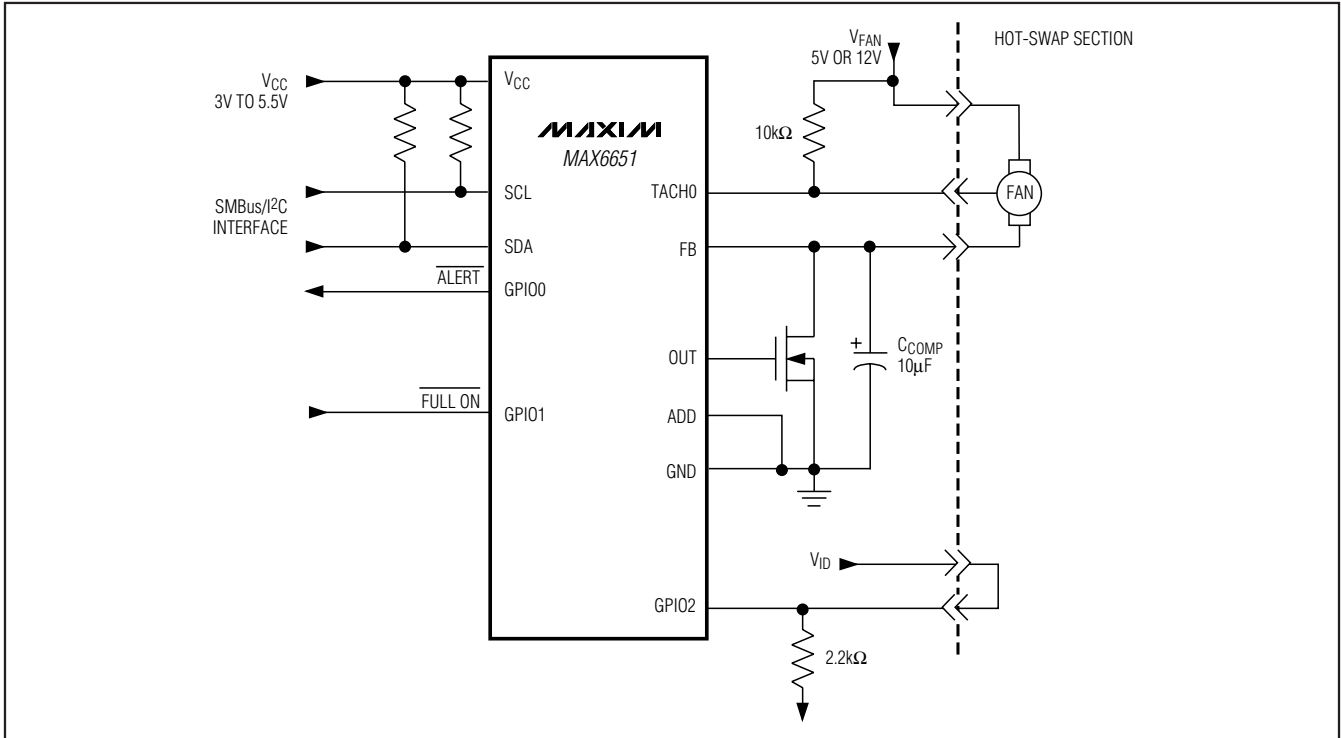 VFAN
5V OR 12V
HOT-SWAP SECTION
VCC
3V TO 5.5V
VCC
10kΩ
MAXIM
MAX6651
TACH0
FAN
SCL
SMBus/I2C
INTERFACE
SDA
FB
ALERT
GPIO0
OUT
CCOMP
10µF
FULL ON
GPIO1
ADD
GND
VID
GPIO2
2.2kΩ